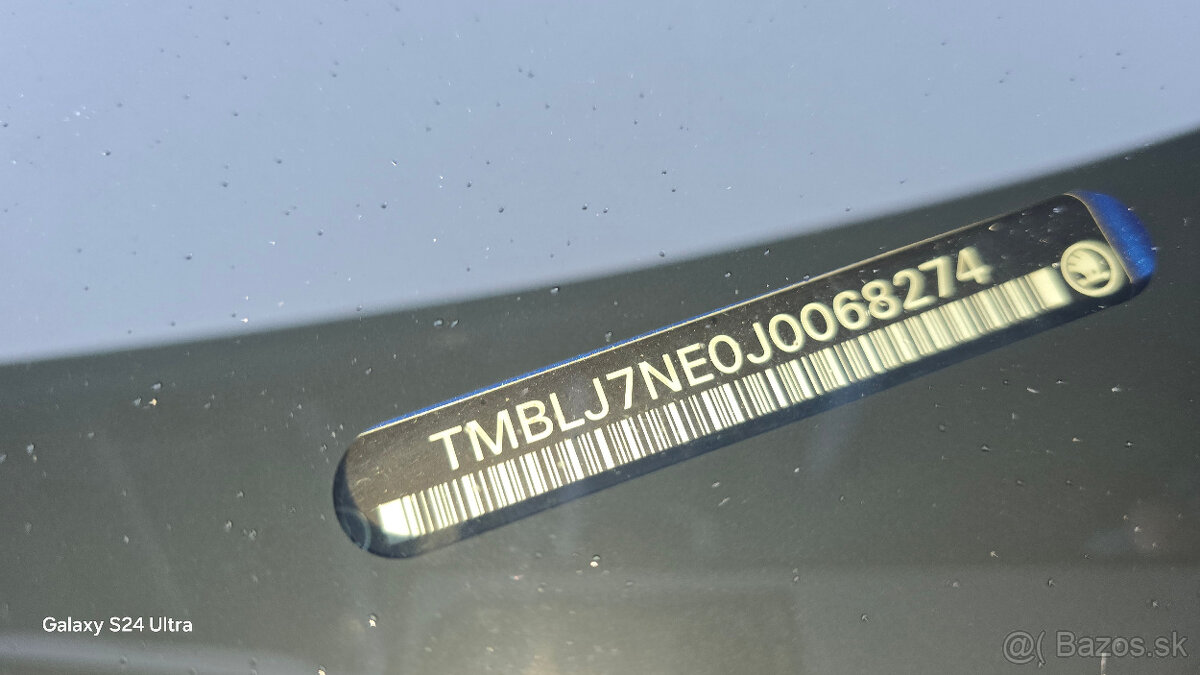 TMBLJ7NE0J0068274
Galaxy S24 Ultra
@( Bazos.sk